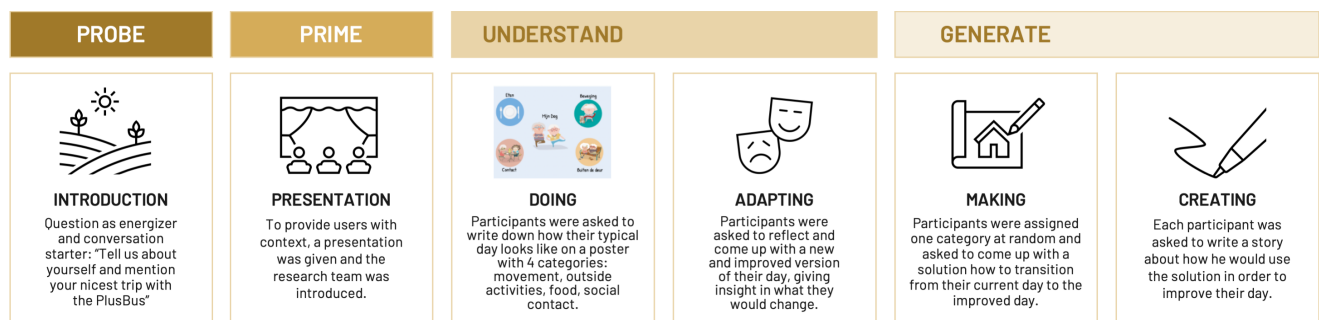 PROBE
PRIME
UNDERSTAND
GENERATE
INTRODUCTION
Question as energizer
and conversation
starter: "Tell us about
yourself and mention
your nicest trip with
the PlusBus"
PRESENTATION
To provide users with
context, a presentation
was given and the
research team was
introduced.
Eten
Beweging
Mijn Dag
Contact
Buiten de deur
DOING
Participants were asked to
write down how their typical
day looks like on a poster
with 4 categories:
movement, outside
activities, food, social
contact.
ADAPTING
Participants were
asked to reflect and
come up with a new
and improved version
of their day, giving
insight in what they
would change.
MAKING
Participants were assigned
one category at random and
asked to come up with a
solution how to transition
from their current day to the
improved day.
CREATING
Each participant was
asked to write a story
about how he would use
the solution in order to
improve their day.